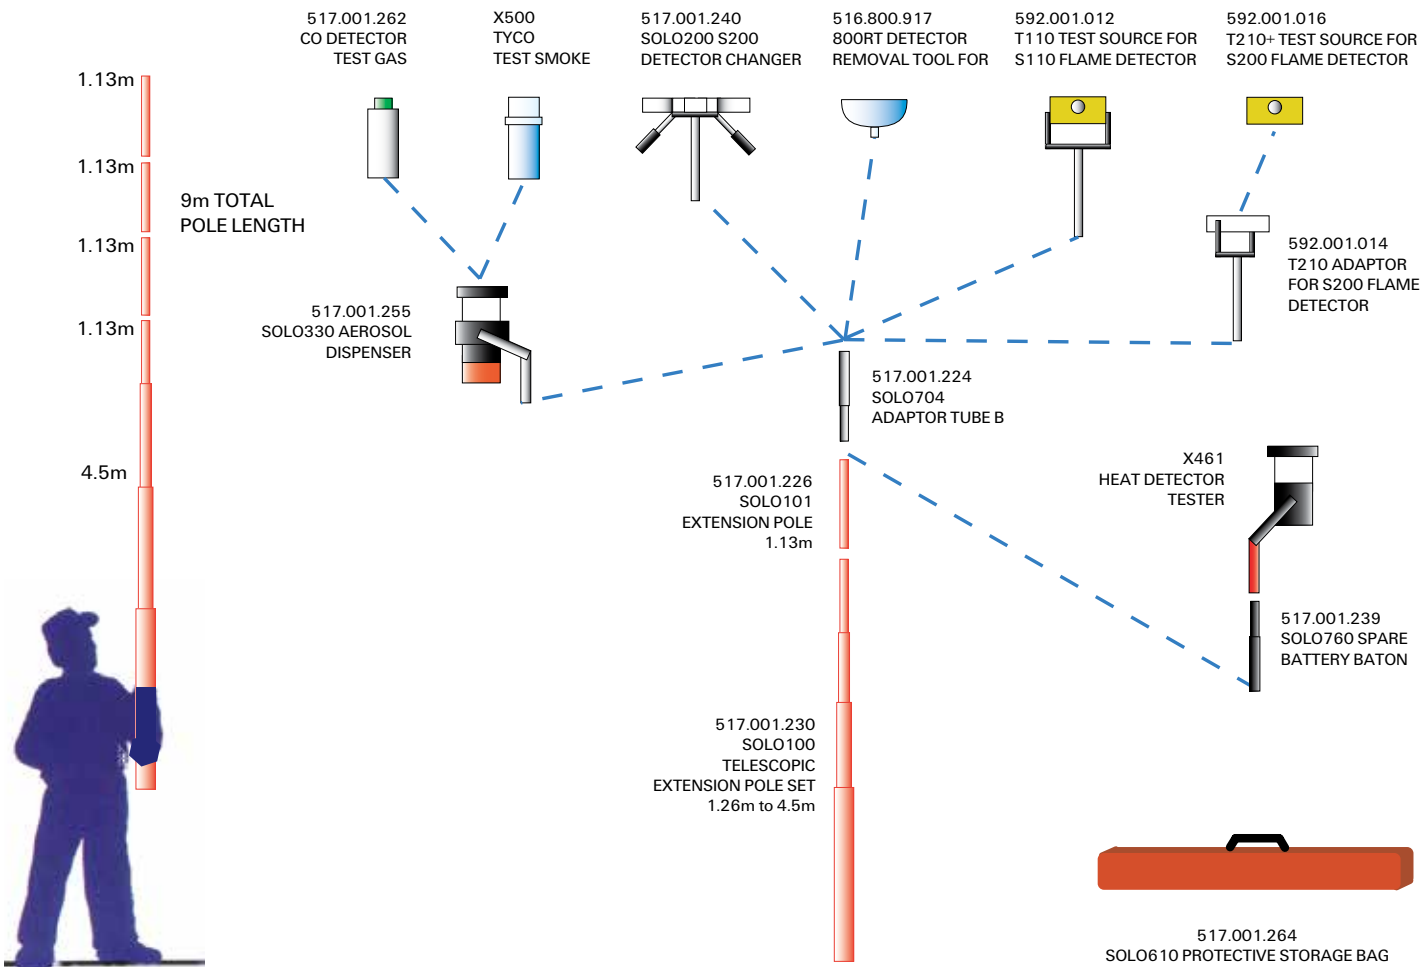 517.001.262
CO DETECTOR
TEST GAS
X500
TYCO
TEST SMOKE
517.001.240
SOLO200 S200
DETECTOR CHANGER
516.800.917
800RT DETECTOR
REMOVAL TOOL FOR
592.001.012
T110 TEST SOURCE FOR
S110 FLAME DETECTOR
592.001.016
T210+ TEST SOURCE FOR
S200 FLAME DETECTOR
1.13m
1.13m
9m TOTAL
POLE LENGTH
1.13m
1.13m
4.5m
517.001.255
SOLO330 AEROSOL
DISPENSER
592.001.014
T210 ADAPTOR
FOR S200 FLAME
DETECTOR
517.001.224
SOLO704
ADAPTOR TUBE B
X461
HEAT DETECTOR
TESTER
517.001.226
SOLO101
EXTENSION POLE
1.13m
517.001.239
SOLO760 SPARE
BATTERY BATON
517.001.230
SOLO100
TELESCOPIC
EXTENSION POLE SET
1.26m to 4.5m
517.001.264
SOLO610 PROTECTIVE STORAGE BAG